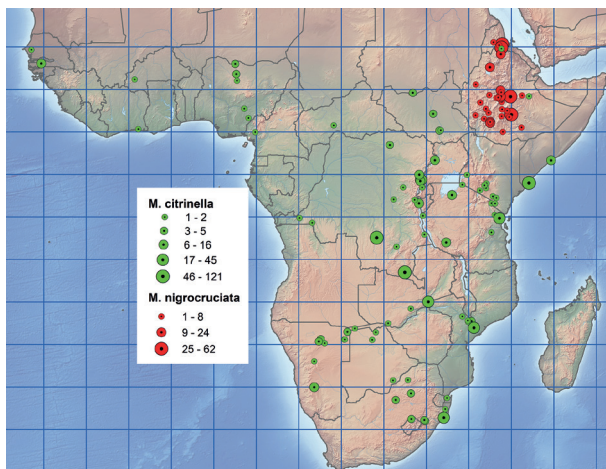 M. citrinella
1 - 2
3 - 5
6 - 16
17 - 45
46 - 121
M. nigrocruciata
1 - 8
9 - 24
25 - 62